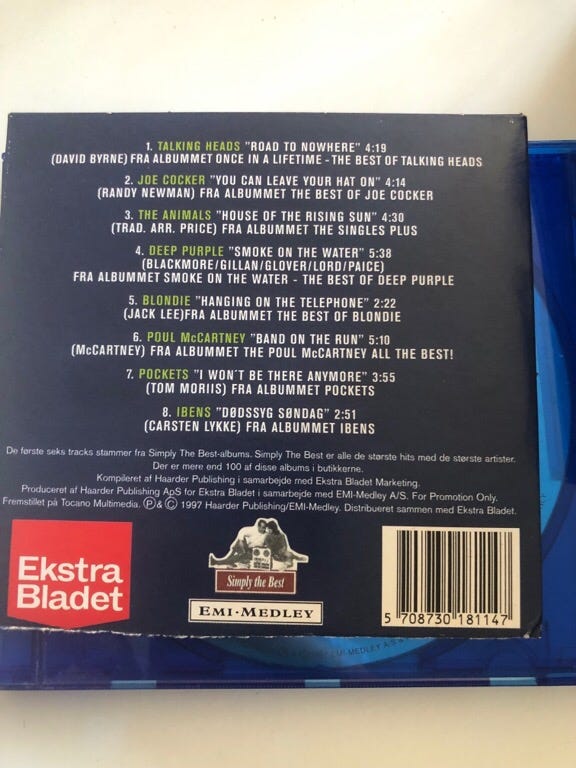 1. TALKING HEADS "ROAD TO NOWHERE" 4:19
(DAVID BYRNE) FRA ALBUMMET ONCE IN A LIFETIME - THE BEST OF TALKING HEADS
2. JOE COCKER "YOU CAN LEAVE YOUR HAT ON" 4:14
(RANDY NEWMAN) FRA ALBUMMET THE BEST OF JOE COCKER
3. THE ANIMALS "HOUSE OF THE RISING SUN" 4:30
(TRAD. ARR. PRICE) FRA ALBUMMET THE SINGLES PLUS
4. DEEP PURPLE "SMOKE ON THE WATER" 5:38
(BLACKMORE/GILLAN/GLOVER/LORD/PAICE)
FRA ALBUMMET SMOKE ON THE WATER - THE BEST OF DEEP PURPLE
5. BLONDIE "HANGING ON THE TELEPHONE" 2:22
(JACK LEE)FRA ALBUMMET THE BEST OF BLONDIE
6. POUL McCARTNEY "BAND ON THE RUN" 5:10
(McCARTNEY) FRA ALBUMMET THE POUL McCARTNEY ALL THE BEST!
7. POCKETS "I WON´T BE THERE ANYMORE" 3:55
(TOM MORIIS) FRA ALBUMMET POCKETS
8. IBENS "DØDSSYG SØNDAG" 2:51
(CARSTEN LYKKE) FRA ALBUMMET IBENS
De første seks tracks stammer fra Simply The Best-albums. Simply The Best er alle de største hits med de største artister.
Der er mere end 100 af disse albums i butikkerne.
Kompileret af Haarder Publishing i samarbejde med Ekstra Bladet Marketing.
Produceret af Haarder Publishing ApS for Ekstra Bladet i samarbejde med EMI-Medley A/S. For Promotion Only.
Fremstillet på Tocano Multimedia. Ⓟ&© 1997 Haarder Publishing/EMI-Medley. Distribueret sammen med Ekstra Bladet.
Ekstra
Bladet
Simply the Best
EMI·MEDLEY
5 708730 181147
EMI-MEDLEY A/S